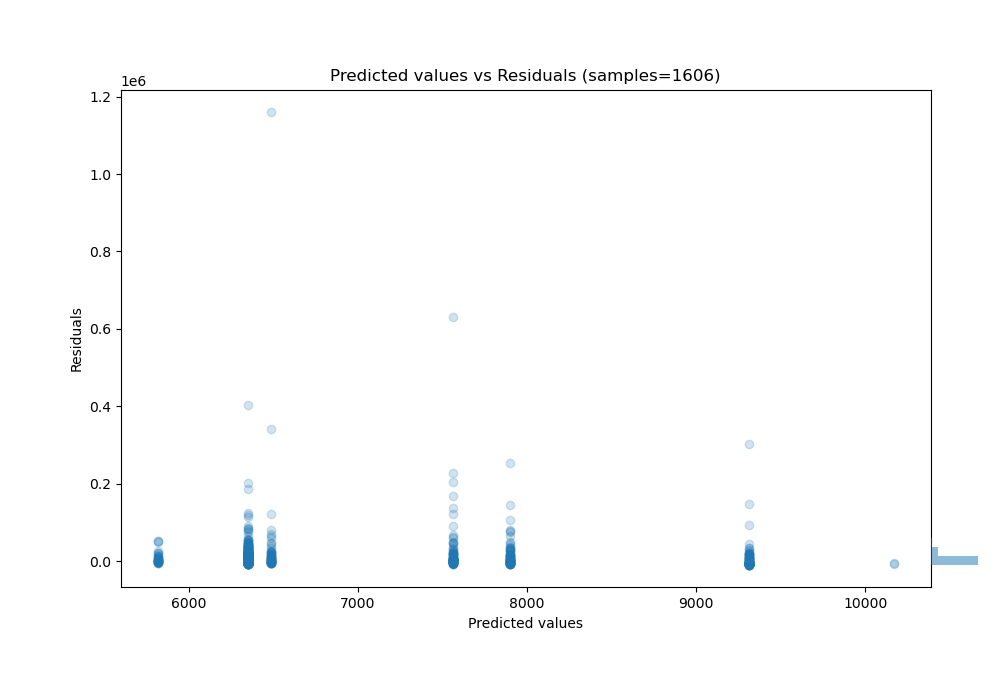 Predicted values vs Residuals (samples=1606)
1e6
1.2
1.0
0.8
0.6
0.4
0.2
0.0
Residuals
6000 7000 8000 9000 10000
Predicted values